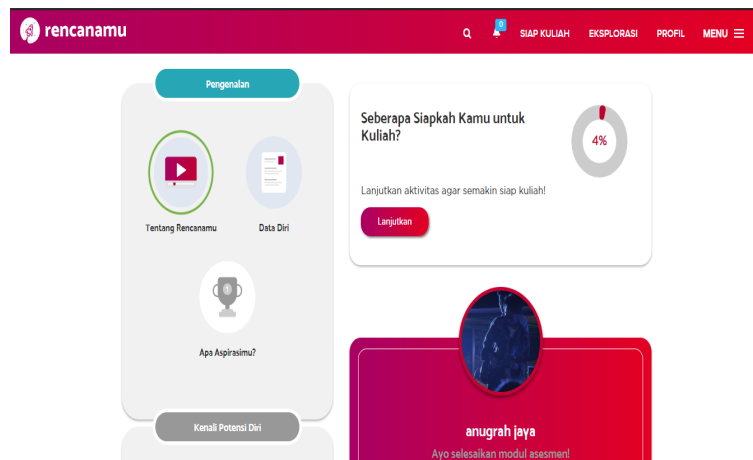 rencanamu
0
SIAP KULIAH
EKSPLORASI
PROFIL
MENU
Pengenalan
Tentang Rencanamu
Data Diri
1
Apa Aspirasimu?
Kenali Potensi Diri
Seberapa Siapkah Kamu untuk
Kuliah?
4%
Lanjutkan aktivitas agar semakin siap kuliah!
Lanjutkan
anugrah jaya
Ayo selesaikan modul asesmen!